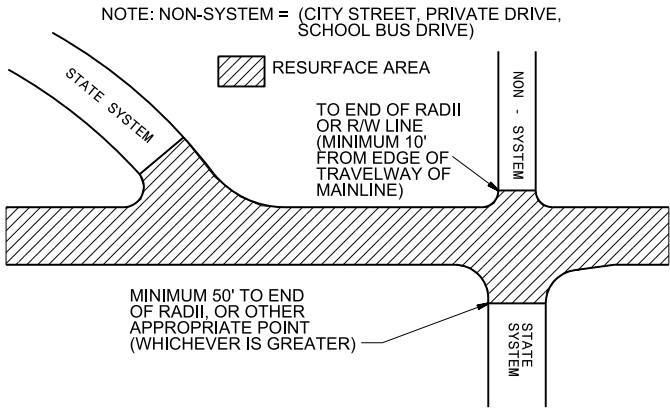 NOTE: NON-SYSTEM = (CITY STREET, PRIVATE DRIVE,
SCHOOL BUS DRIVE)
RESURFACE AREA
STATE SYSTEM
TO END OF RADII
OR R/W LINE
(MINIMUM 10'
FROM EDGE OF
TRAVELWAY OF
MAINLINE)
NON - SYSTEM
MINIMUM 50' TO END
OF RADII, OR OTHER
APPROPRIATE POINT
(WHICHEVER IS GREATER)
STATE
SYSTEM